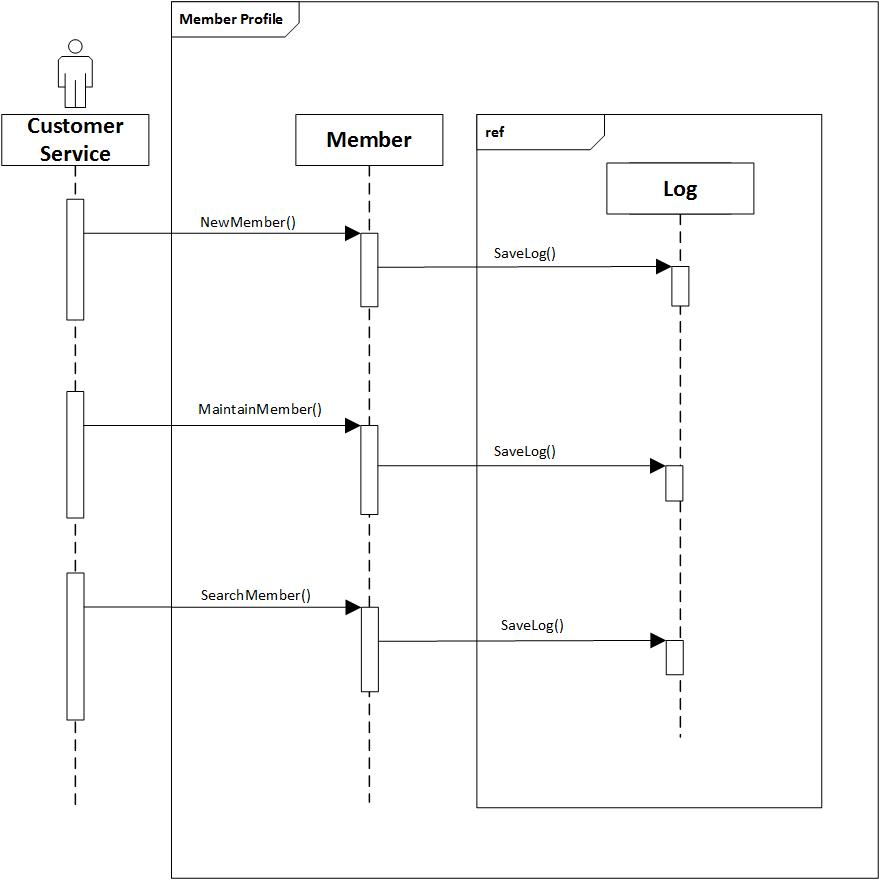 Member Profile
Customer
Service
Member
ref
Log
NewMember()
SaveLog()
MaintainMember()
SaveLog()
SearchMember()
SaveLog()